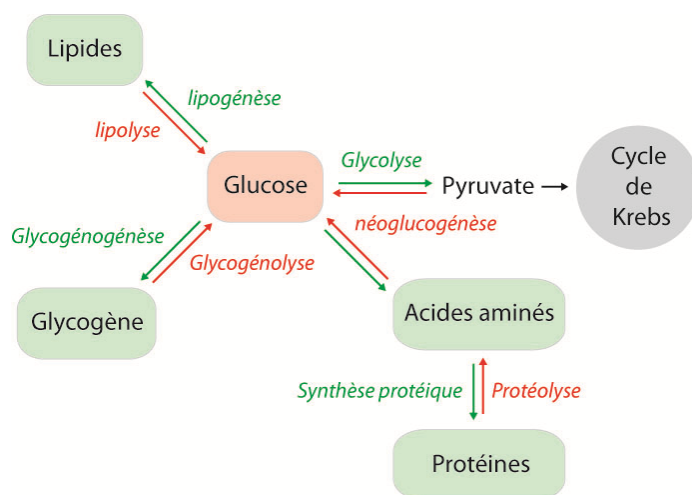 Lipides
lipogénèse
lipolyse
Glycolyse
Glucose
Pyruvate
Cycle
de
Krebs
néoglucogénèse
Glycogénogénèse
Glycogénolyse
Glycogène
Acides aminés
Synthèse protéique
Protéolyse
Protéines